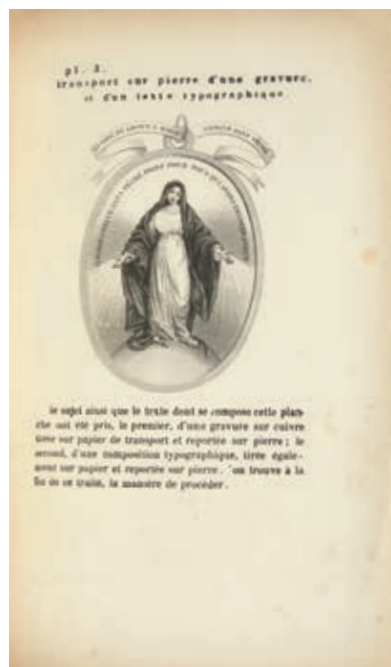 pl. 3.
transport sur pierre d'une gravure,
et d'un texte typographique
le sujet ainsi que le texte dont se compose cette plan-
che ont été pris, le premier, d'une gravure sur cuivre
tirée sur papier de transport et reportée sur pierre ; le
second, d'une composition typographique, tirée égale-
ment sur papier et reportée sur pierre. on trouve à la
fin de ce traité, la manière de procéder.